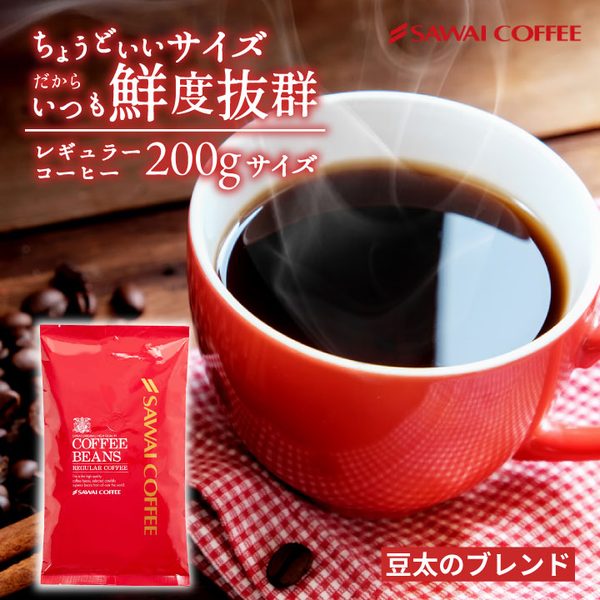 ちょうどいいサイズ
だから
いつも鮮度抜群
レギュラー
コーヒー 200gサイズ
SAWAI COFFEE
SAWAI COFFEE
COFFEE
BEANS
REGULAR COFFEE
SAWAI COFFEE
豆太のブレンド